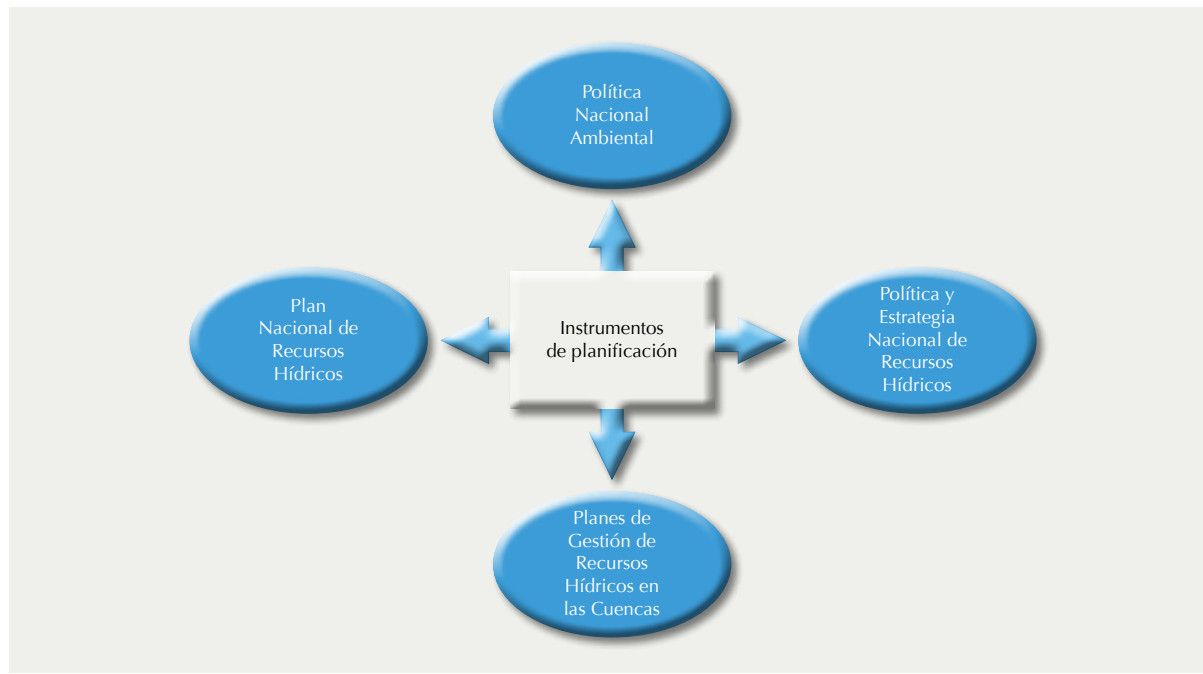 Política
Nacional
Ambiental
Plan
Nacional de
Recursos
Hídricos
Instrumentos
de planificación
Política y
Estrategia
Nacional de
Recursos
Hídricos
Planes de
Gestión de
Recursos
Hídricos en
las Cuencas